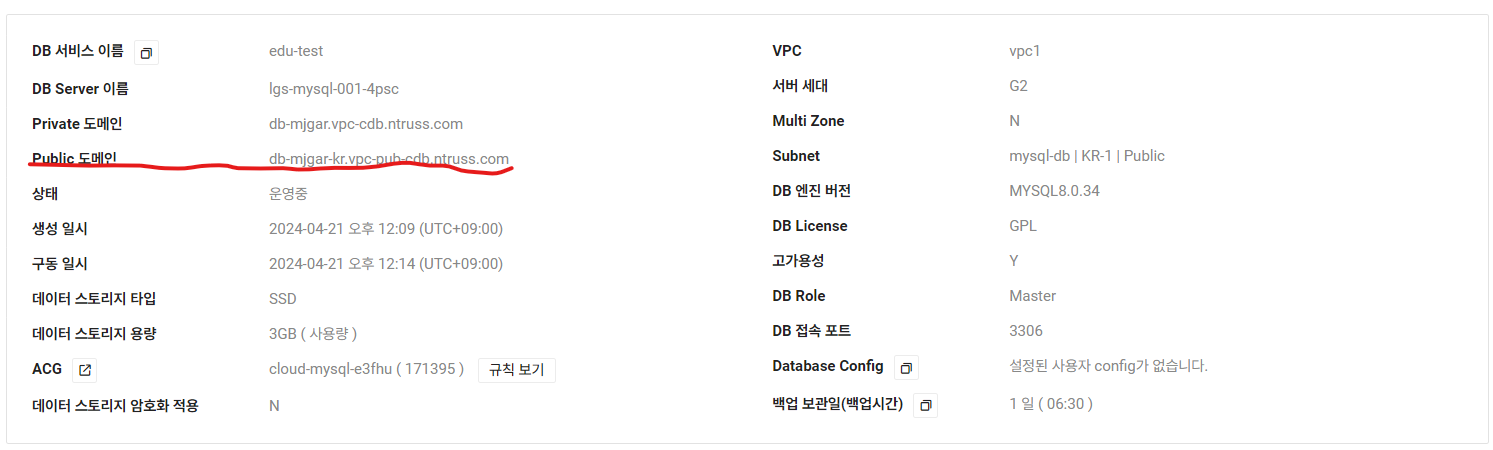 DB 서비스 이름 edu-test
DB Server 이름 lgs-mysql-001-4psc
Private 도메인 db-mjgar.vpc-cdb.ntruss.com
Public 도메인 db-mjgar-kr.vpc-pub-cdb.ntruss.com
상태 운영중
생성 일시 2024-04-21 오후 12:09 (UTC+09:00)
구동 일시 2024-04-21 오후 12:14 (UTC+09:00)
데이터 스토리지 타입 SSD
데이터 스토리지 용량 3GB ( 사용량 )
ACG cloud-mysql-e3fhu ( 171395 ) 규칙 보기
데이터 스토리지 암호화 적용 N
VPC vpc1
서버 세대 G2
Multi Zone N
Subnet mysql-db | KR-1 | Public
DB 엔진 버전 MYSQL8.0.34
DB License GPL
고가용성 Y
DB Role Master
DB 접속 포트 3306
Database Config 설정된 사용자 config가 없습니다.
백업 보관일(백업시간) 1 일 ( 06:30 )